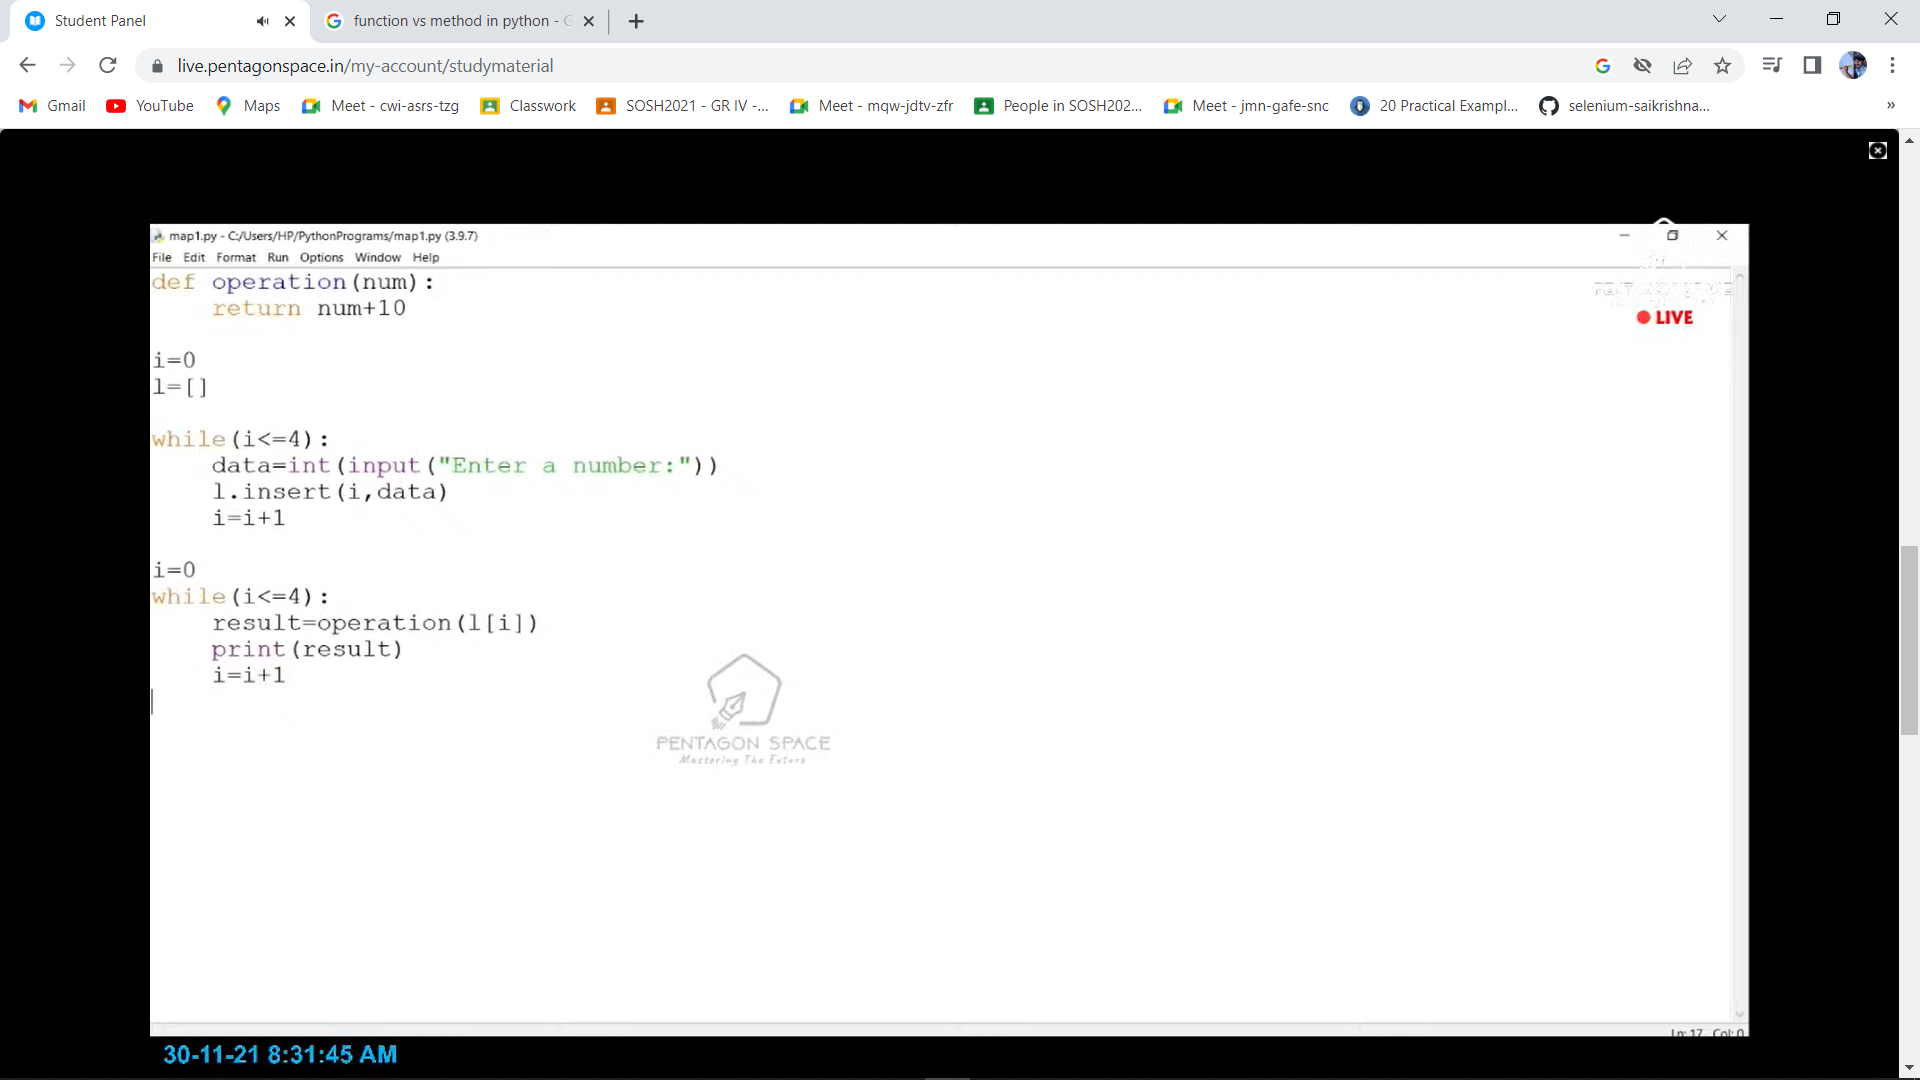 Student Panel
function vs method in python - G
live.pentagonspace.in/my-account/studymaterial
Gmail
YouTube
Maps
Meet - cwi-asrs-tzg
Classwork
SOSH2021 - GR IV -...
Meet - mqw-jdtv-zfr
People in SOSH202...
Meet - jmn-gafe-snc
20 Practical Exampl...
selenium-saikrishna...
»
map1.py - C:/Users/HP/PythonPrograms/map1.py (3.9.7)
File Edit Format Run Options Window Help
def operation(num):
    return num+10
LIVE
i=0
l=[]
while(i<=4):
    data=int(input("Enter a number:"))
    l.insert(i,data)
    i=i+1
i=0
while(i<=4):
    result=operation(l[i])
    print(result)
    i=i+1
PENTAGON SPACE
Mastering The Future
Ln: 17 Col: 0
30-11-21 8:31:45 AM